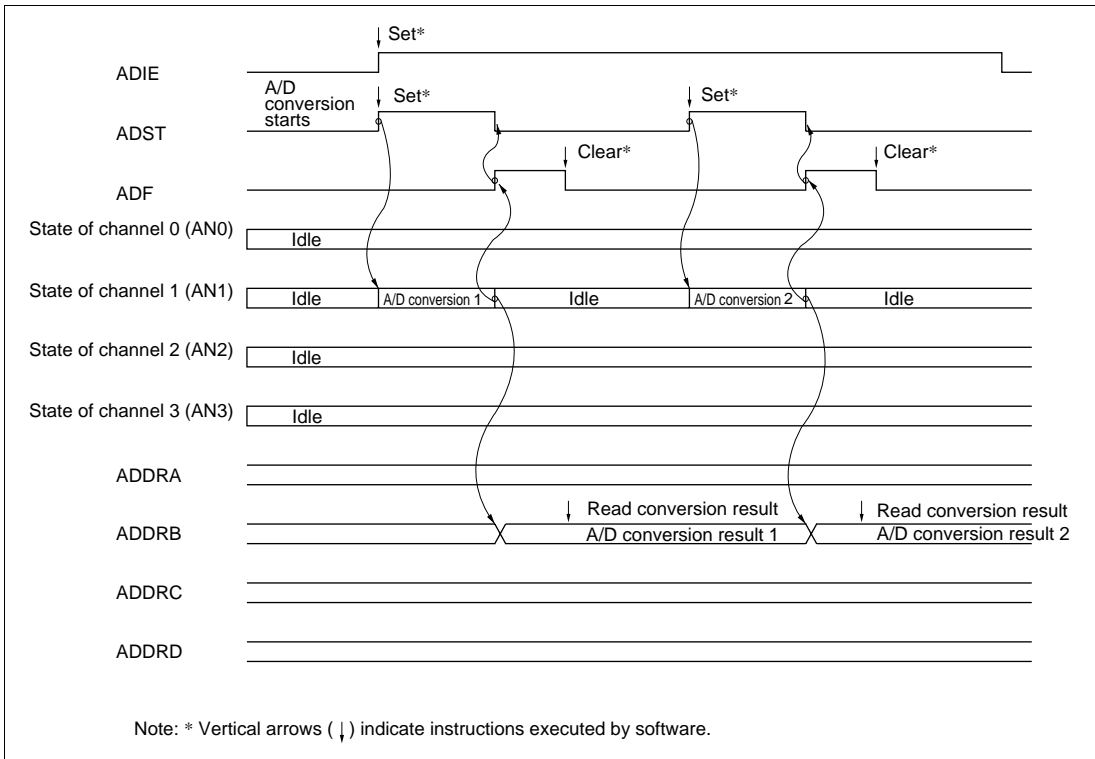 Set*
ADIE
A/D
conversion
starts
Set*
Set*
ADST
Clear*
Clear*
ADF
State of channel 0 (AN0)
Idle
State of channel 1 (AN1)
Idle
A/D conversion 1
Idle
A/D conversion 2
Idle
State of channel 2 (AN2)
Idle
State of channel 3 (AN3)
Idle
ADDRA
Read conversion result
Read conversion result
ADDRB
A/D conversion result 1
A/D conversion result 2
ADDRC
ADDRD
Note: * Vertical arrows (↓) indicate instructions executed by software.